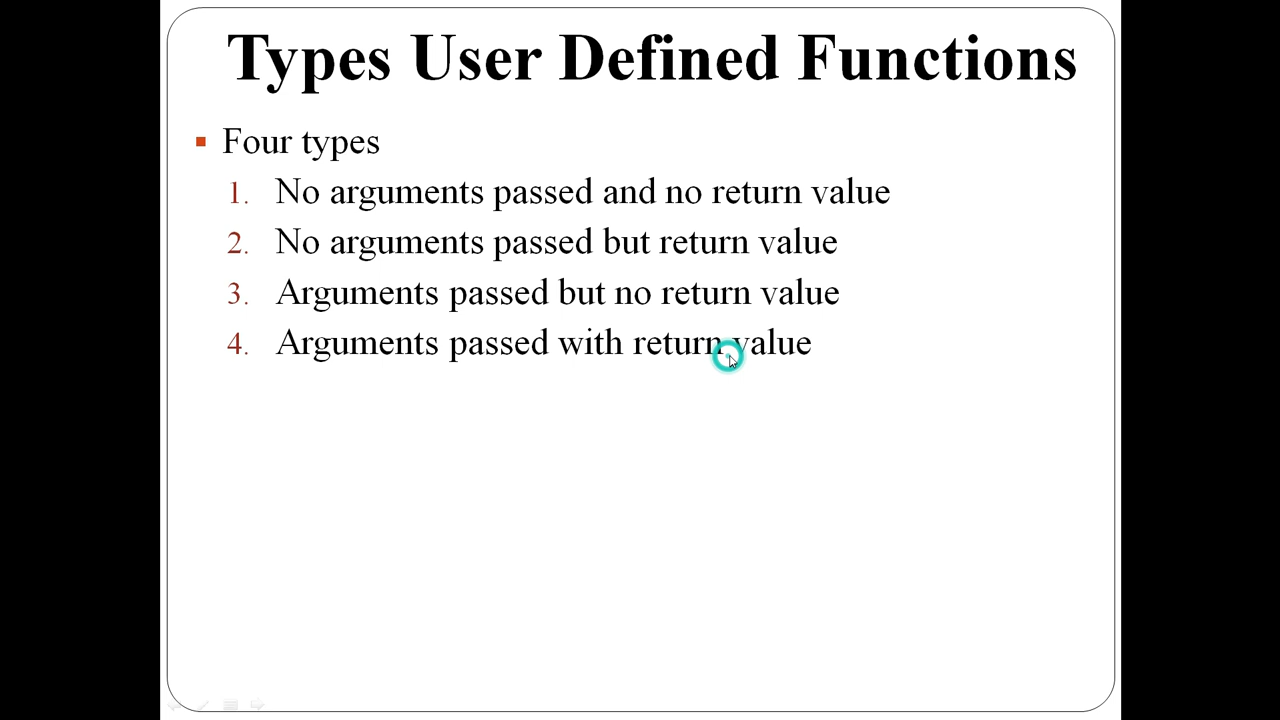 Types User Defined Functions
Four types
1. No arguments passed and no return value
2. No arguments passed but return value
3. Arguments passed but no return value
4. Arguments passed with return value